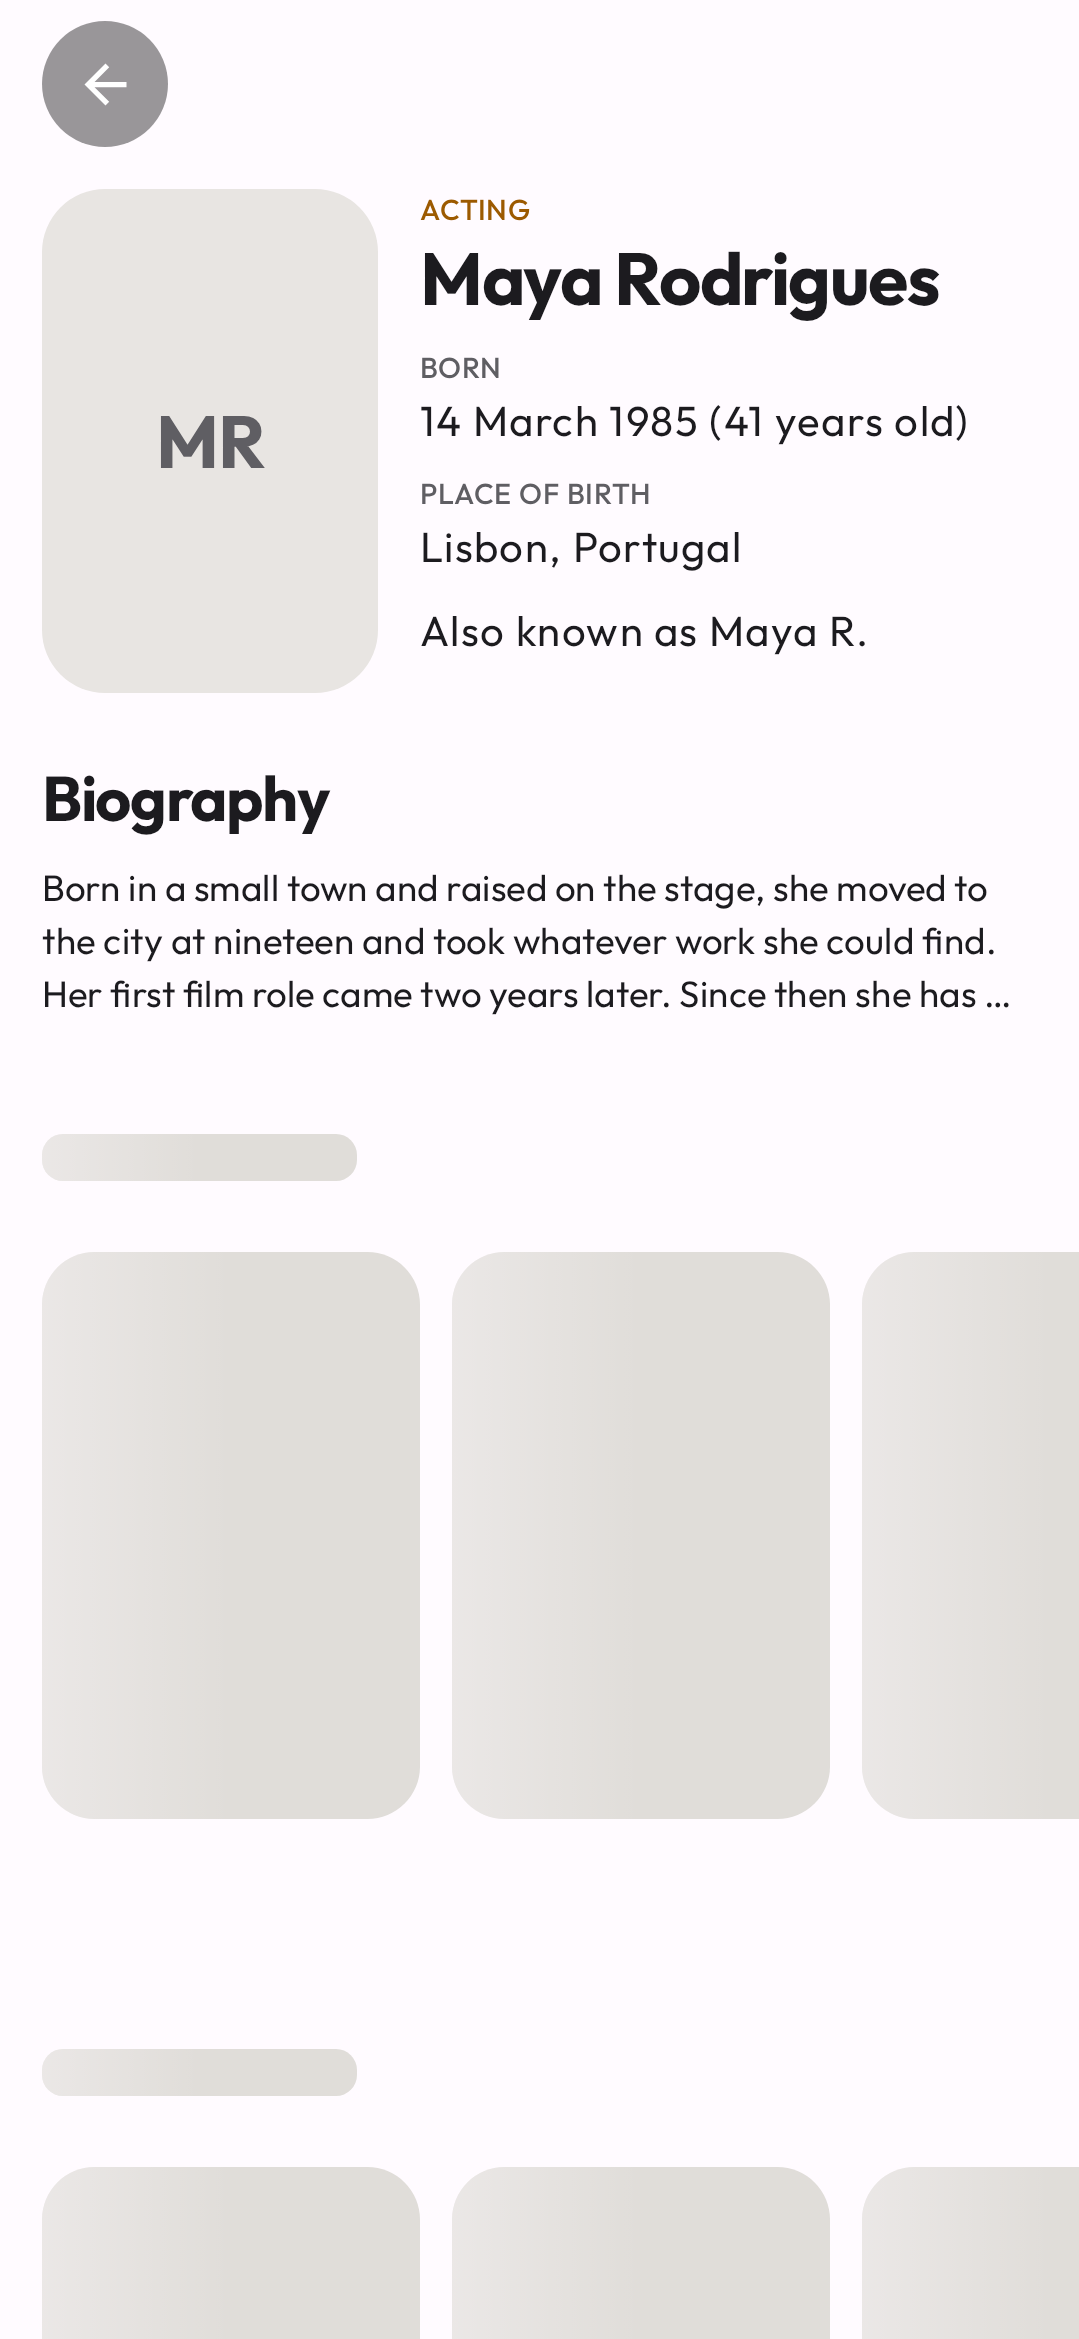 ACTING
Maya Rodrigues
BORN
14 March 1985 (41 years old)
PLACE OF BIRTH
Lisbon, Portugal
Also known as Maya R.
MR
Biography
Born in a small town and raised on the stage, she moved to
the city at nineteen and took whatever work she could find.
Her first film role came two years later. Since then she has ...